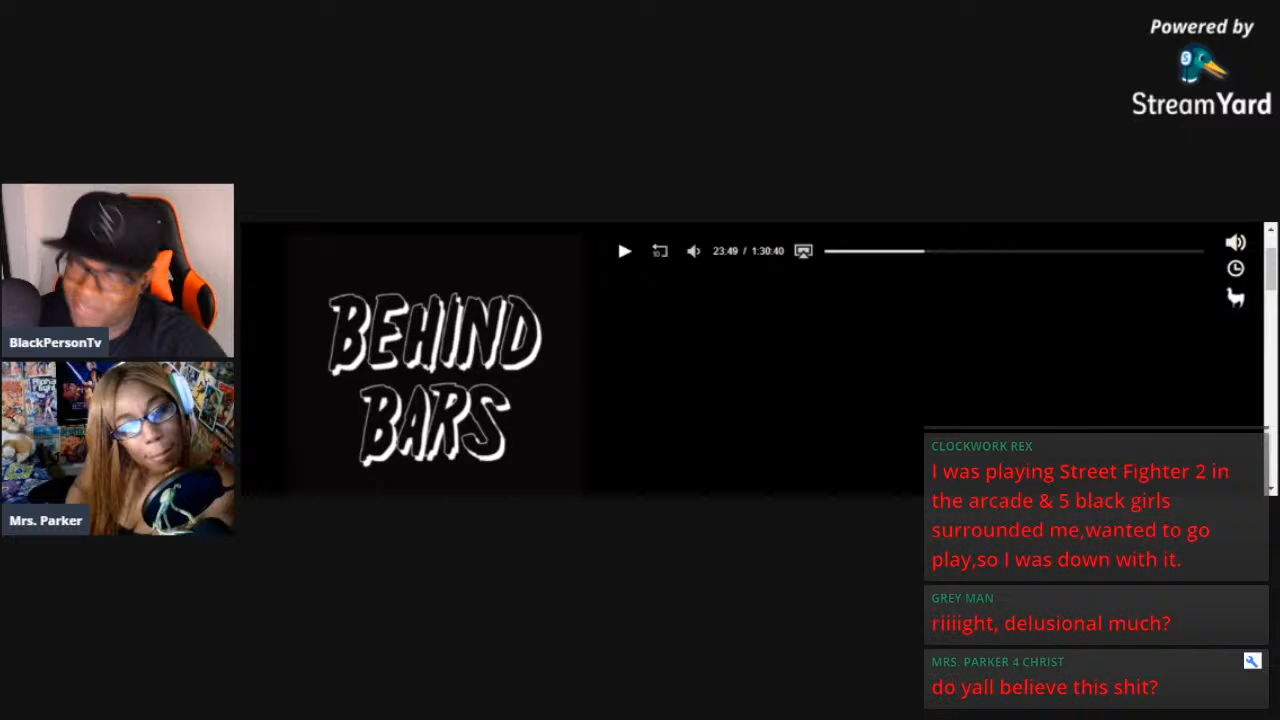 Powered by
StreamYard
BlackPersonTv
Mrs. Parker
BEHIND
BARS
10
23:49 / 1:30:40
CLOCKWORK REX
I was playing Street Fighter 2 in
the arcade & 5 black girls
surrounded me,wanted to go
play,so I was down with it.
GREY MAN
riiiight, delusional much?
MRS. PARKER 4 CHRIST
do yall believe this shit?